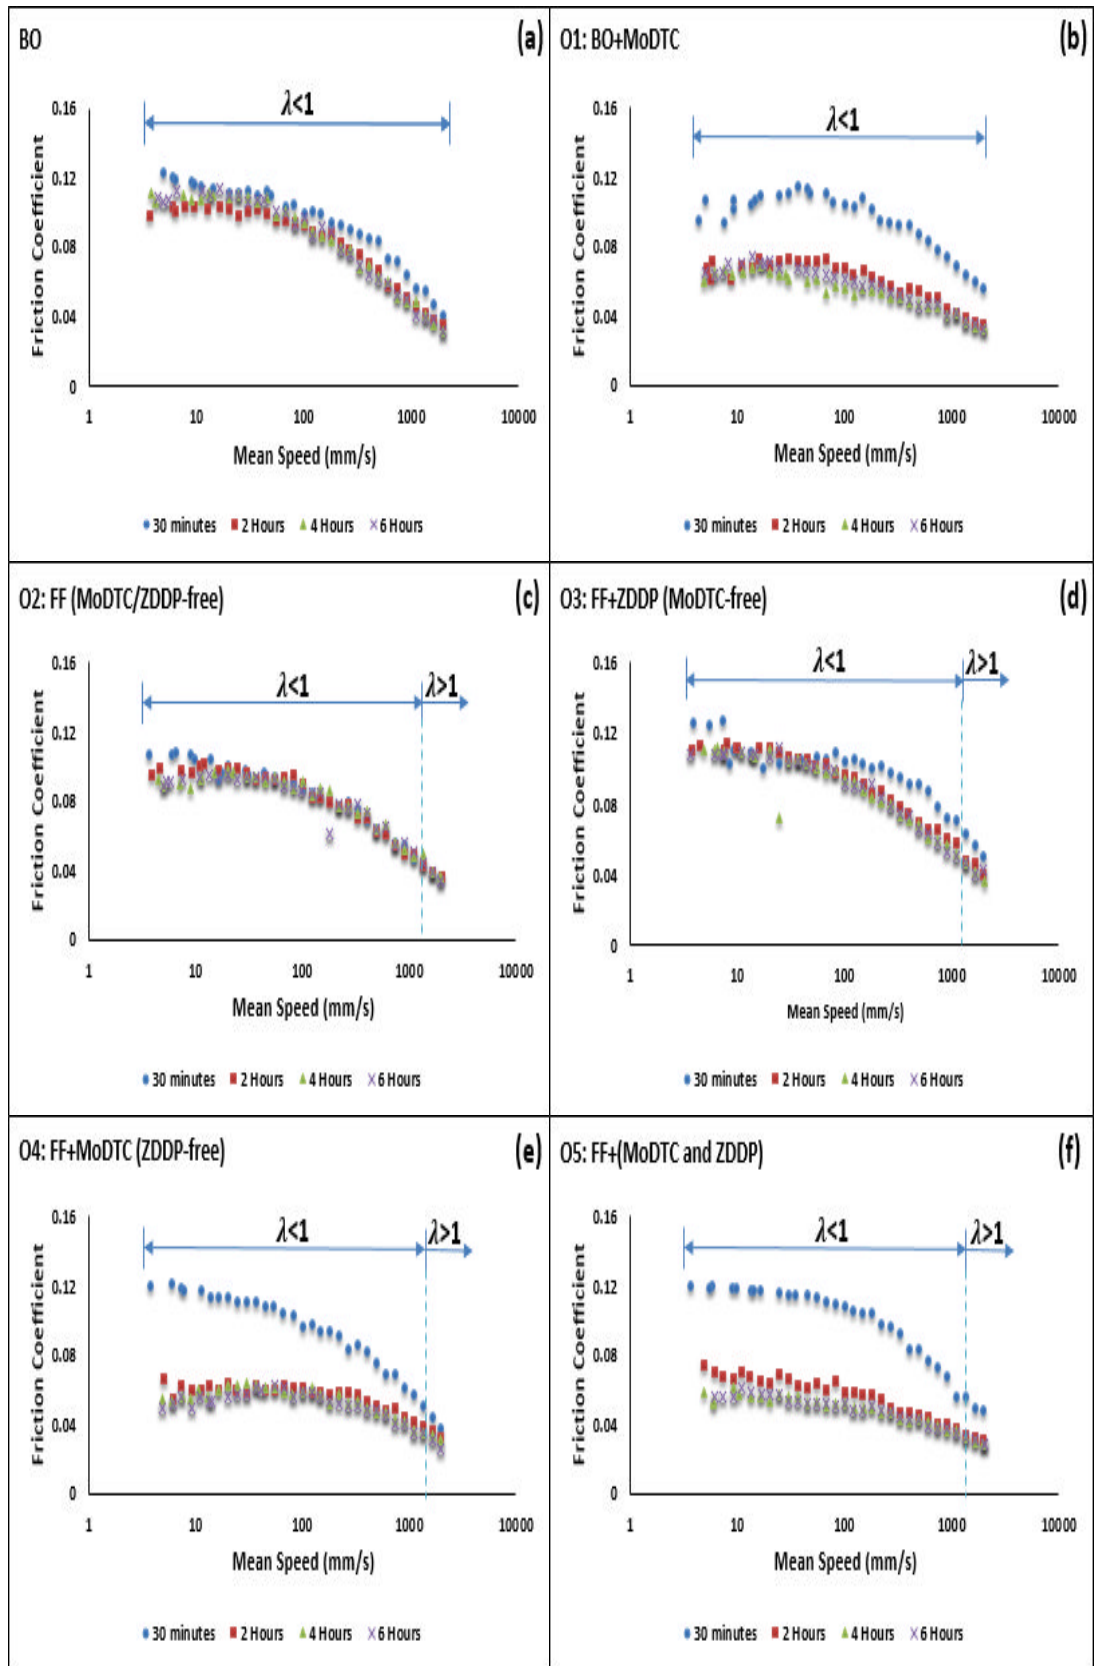 BO (a)
λ<1
0.16
0.12
0.08
0.04
0
Friction Coefficient
1 10 100 1000 10000
Mean Speed (mm/s)
30 minutes 2 Hours 4 Hours 6 Hours
O1: BO+MoDTC (b)
λ<1
0.16
0.12
0.08
0.04
0
Friction Coefficient
1 10 100 1000 10000
Mean Speed (mm/s)
30 minutes 2 Hours 4 Hours 6 Hours
O2: FF (MoDTC/ZDDP-free) (c)
λ<1 λ>1
0.16
0.12
0.08
0.04
0
Friction Coefficient
1 10 100 1000 10000
Mean Speed (mm/s)
30 minutes 2 Hours 4 Hours 6 Hours
O3: FF+ZDDP (MoDTC-free) (d)
λ<1 λ>1
0.16
0.12
0.08
0.04
0
Friction Coefficient
1 10 100 1000 10000
Mean Speed (mm/s)
30 minutes 2 Hours 4 Hours 6 Hours
O4: FF+MoDTC (ZDDP-free) (e)
λ<1 λ>1
0.16
0.12
0.08
0.04
0
Friction Coefficient
1 10 100 1000 10000
Mean Speed (mm/s)
30 minutes 2 Hours 4 Hours 6 Hours
O5: FF+(MoDTC and ZDDP) (f)
λ<1 λ>1
0.16
0.12
0.08
0.04
0
Friction Coefficient
1 10 100 1000 10000
Mean Speed (mm/s)
30 minutes 2 Hours 4 Hours 6 Hours